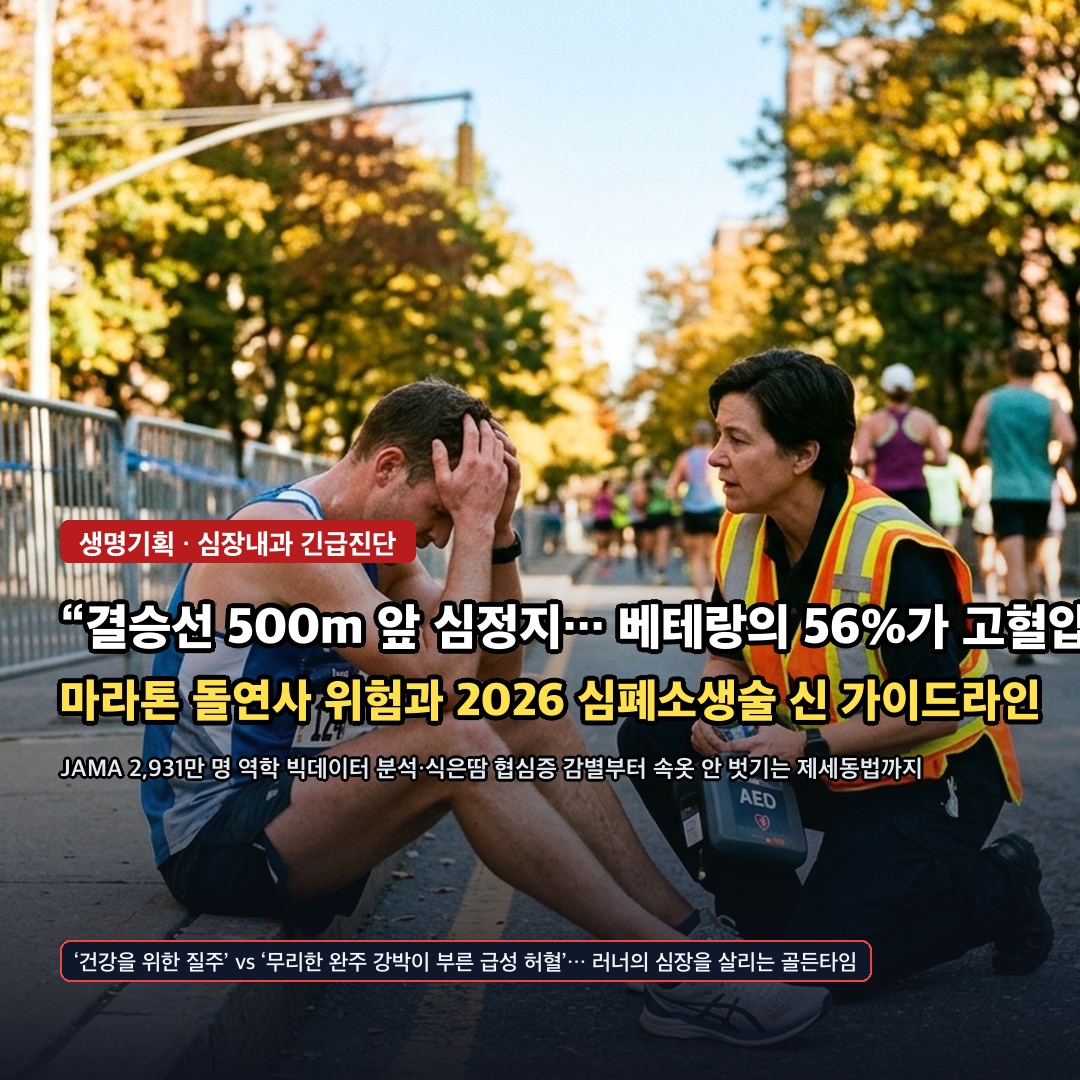 생명기획 · 심장내과 긴급진단
“결승선 500m 앞 심정지… 베테랑의 56%가 고혈압
마라톤 돌연사 위험과 2026 심폐소생술 신 가이드라인
JAMA 2,931만 명 역학 빅데이터 분석·식은땀 협심증 감별부터 속옷 안 벗기는 제세동법까지
AED
‘건강을 위한 질주’ vs ‘무리한 완주 강박이 부른 급성 허혈’… 러너의 심장을 살리는 골든타임